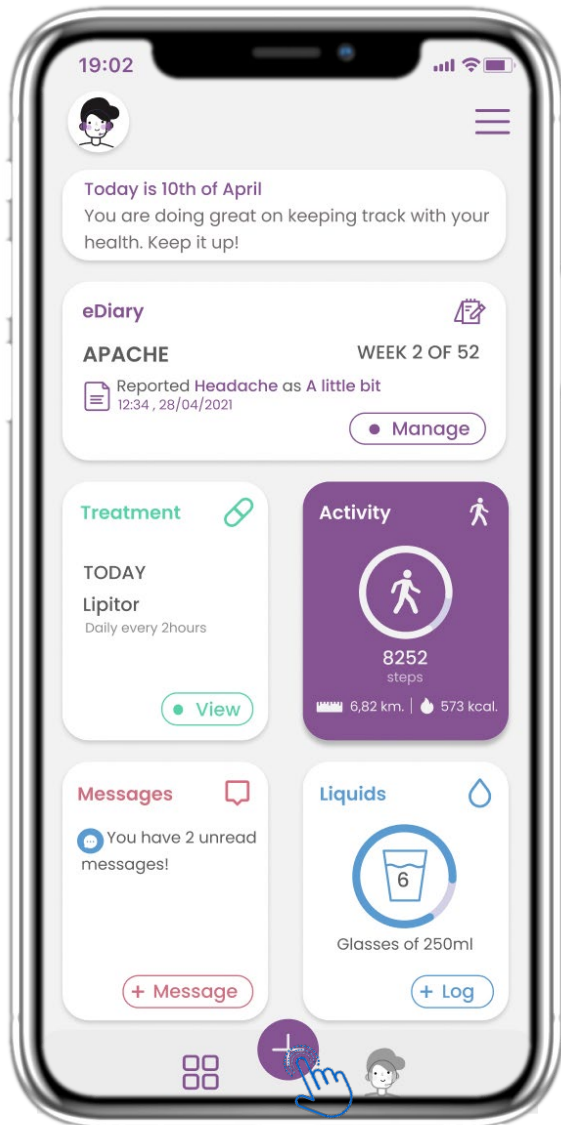 19:02
Today is 10th of April
You are doing great on keeping track with your
health. Keep it up!
eDiary
APACHE
WEEK 2 OF 52
Reported Headache as A little bit
12:34 , 28/04/2021
Manage
Treatment
TODAY
Lipitor
Daily every 2hours
View
Activity
8252
steps
6,82 km. | 573 kcal.
Messages
You have 2 unread
messages!
+ Message
Liquids
6
Glasses of 250ml
+ Log